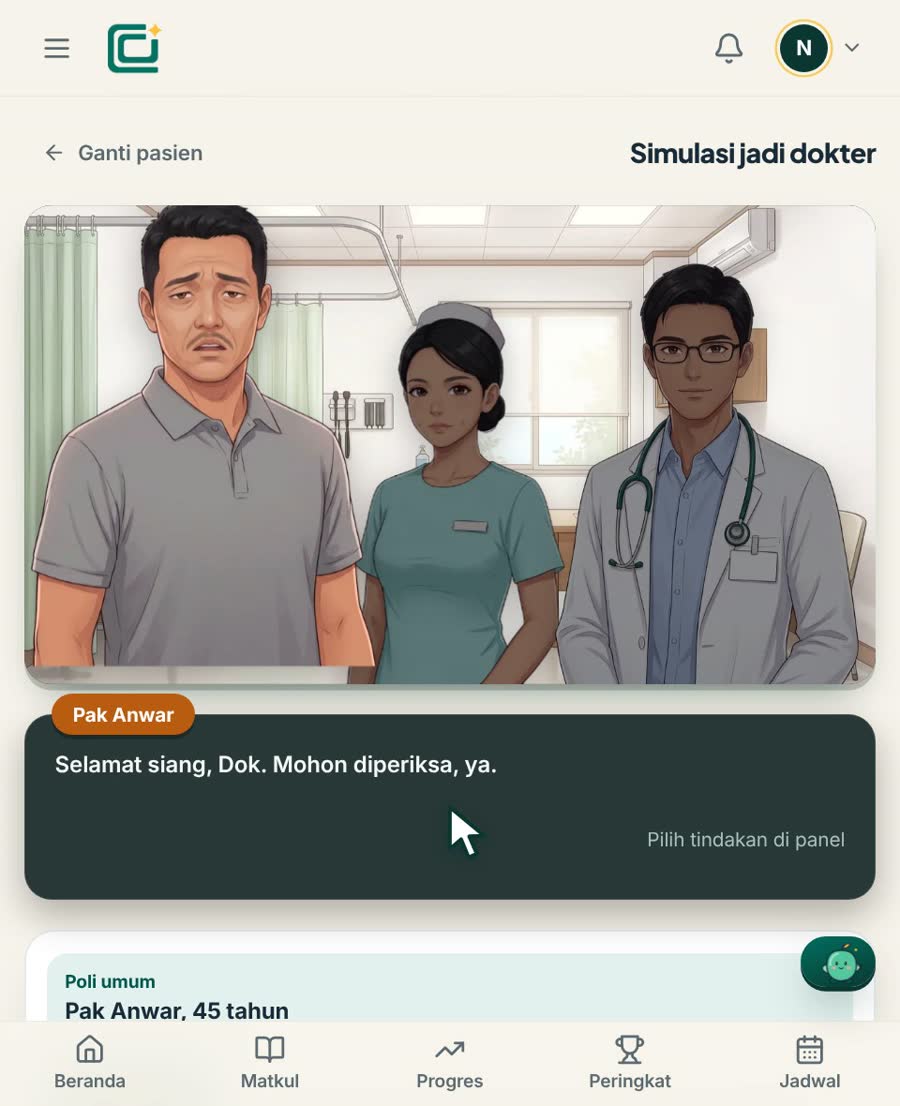 N
Ganti pasien
Simulasi jadi dokter
Pak Anwar
Selamat siang, Dok. Mohon diperiksa, ya.
Pilih tindakan di panel
Poli umum
Pak Anwar, 45 tahun
Beranda
Matkul
Progres
Peringkat
Jadwal